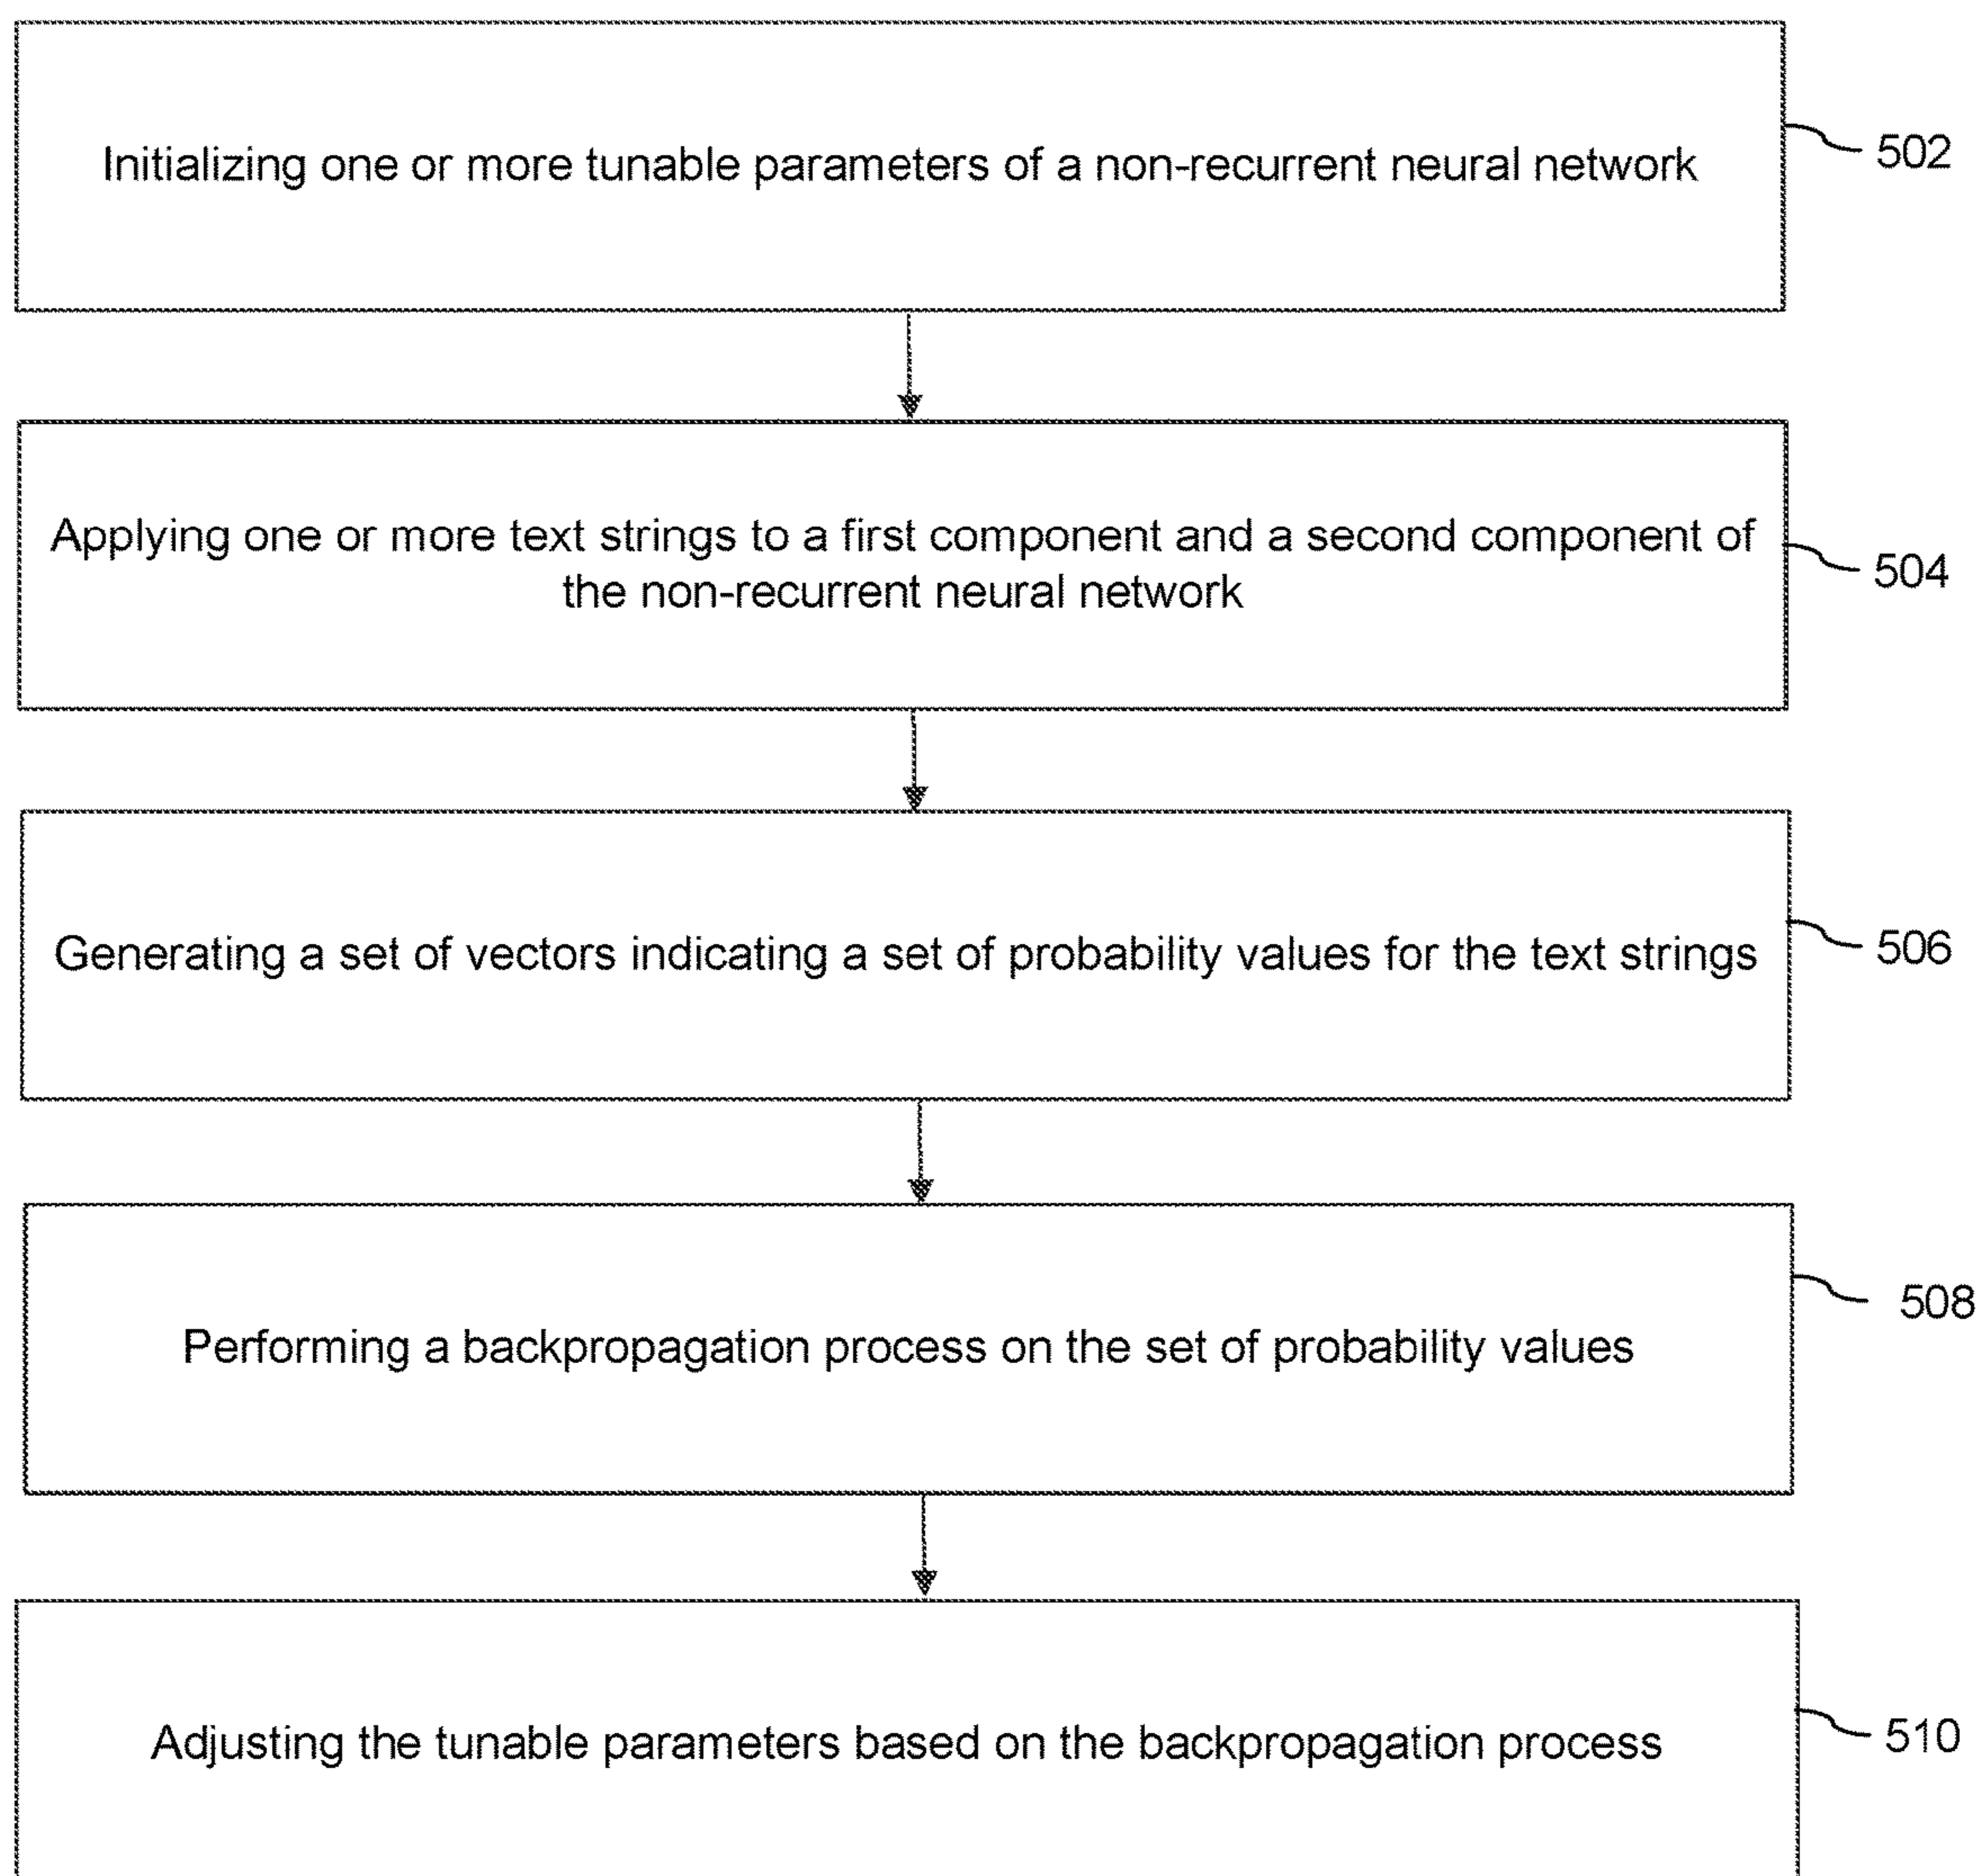 Initializing one or more tunable parameters of a non-recurrent neural network
502
Applying one or more text strings to a first component and a second component of
the non-recurrent neural network
504
Generating a set of vectors indicating a set of probability values for the text strings
506
Performing a backpropagation process on the set of probability values
508
Adjusting the tunable parameters based on the backpropagation process
510